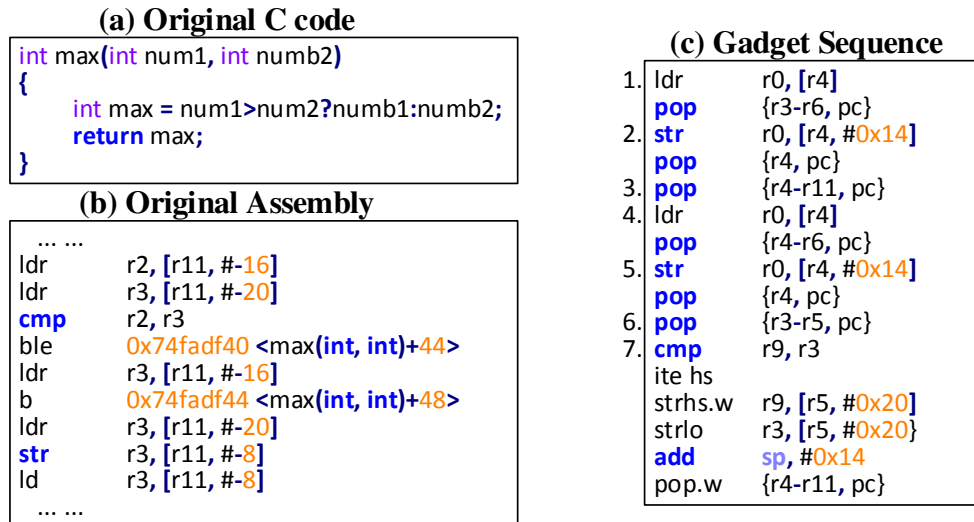 (a) Original C code
int max(int num1, int numb2)
{
int max = num1>num2?numb1:numb2;
return max;
}
(b) Original Assembly
... ...
ldr r2, [r11, #-16]
ldr r3, [r11, #-20]
cmp r2, r3
ble 0x74fadf40 <max(int, int)+44>
ldr r3, [r11, #-16]
b 0x74fadf44 <max(int, int)+48>
ldr r3, [r11, #-20]
str r3, [r11, #-8]
ld r3, [r11, #-8]
... ...
(c) Gadget Sequence
1. ldr r0, [r4]
pop {r3-r6, pc}
2. str r0, [r4, #0x14]
pop {r4, pc}
3. pop {r4-r11, pc}
4. ldr r0, [r4]
pop {r4-r6, pc}
5. str r0, [r4, #0x14]
pop {r4, pc}
6. pop {r3-r5, pc}
7. cmp r9, r3
ite hs
strhs.w r9, [r5, #0x20]
strlo r3, [r5, #0x20}
add sp, #0x14
pop.w {r4-r11, pc}